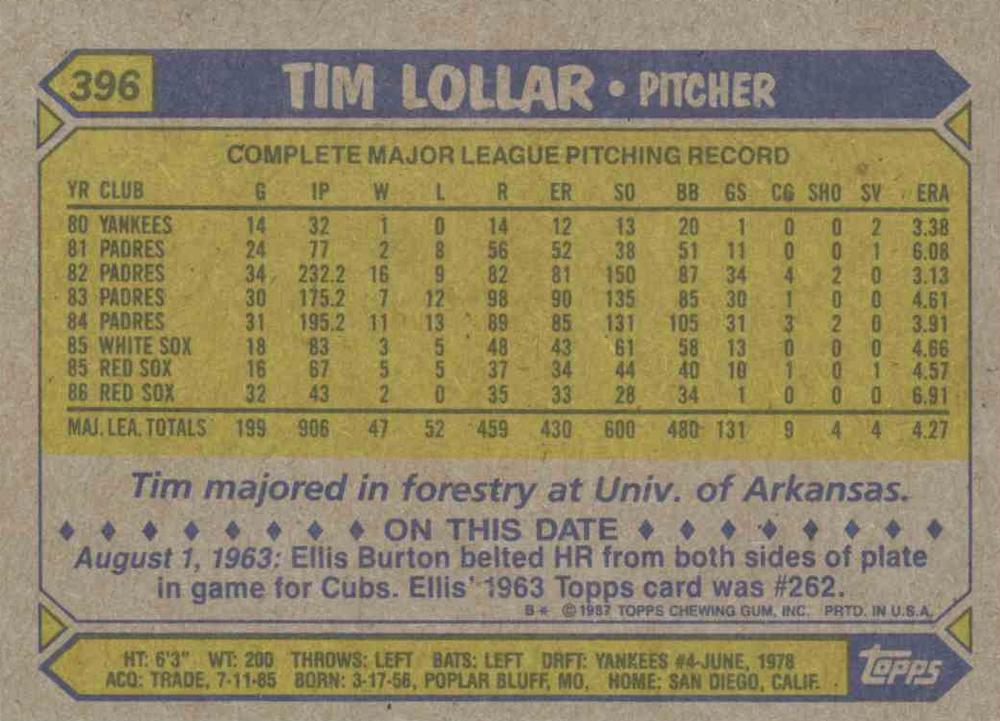 396 TIM LOLLAR • PITCHER
COMPLETE MAJOR LEAGUE PITCHING RECORD
YR CLUB G IP W L R ER SO BB GS CG SHO SV ERA
80 YANKEES 14 32 1 0 14 12 13 20 1 0 0 2 3.38
81 PADRES 24 77 2 8 56 52 38 51 11 0 0 1 6.08
82 PADRES 34 232.2 16 9 82 81 150 87 34 4 2 0 3.13
83 PADRES 30 175.2 7 12 98 90 135 85 30 1 0 0 4.61
84 PADRES 31 195.2 11 13 89 85 131 105 31 3 2 0 3.91
85 WHITE SOX 18 83 3 5 48 43 61 58 13 0 0 0 4.66
85 RED SOX 16 67 5 5 37 34 44 40 10 1 0 1 4.57
86 RED SOX 32 43 2 0 35 33 28 34 1 0 0 0 6.91
MAJ. LEA. TOTALS 199 906 47 52 459 430 600 480 131 9 4 4 4.27
Tim majored in forestry at Univ. of Arkansas.
ON THIS DATE
August 1, 1963: Ellis Burton belted HR from both sides of plate
in game for Cubs. Ellis' 1963 Topps card was #262.
B* © 1987 TOPPS CHEWING GUM, INC. PRTD. IN U.S.A.
HT: 6'3" WT: 200 THROWS: LEFT BATS: LEFT DRFT: YANKEES #4-JUNE, 1978
ACQ: TRADE, 7-11-85 BORN: 3-17-56, POPLAR BLUFF, MO. HOME: SAN DIEGO, CALIF.
topps